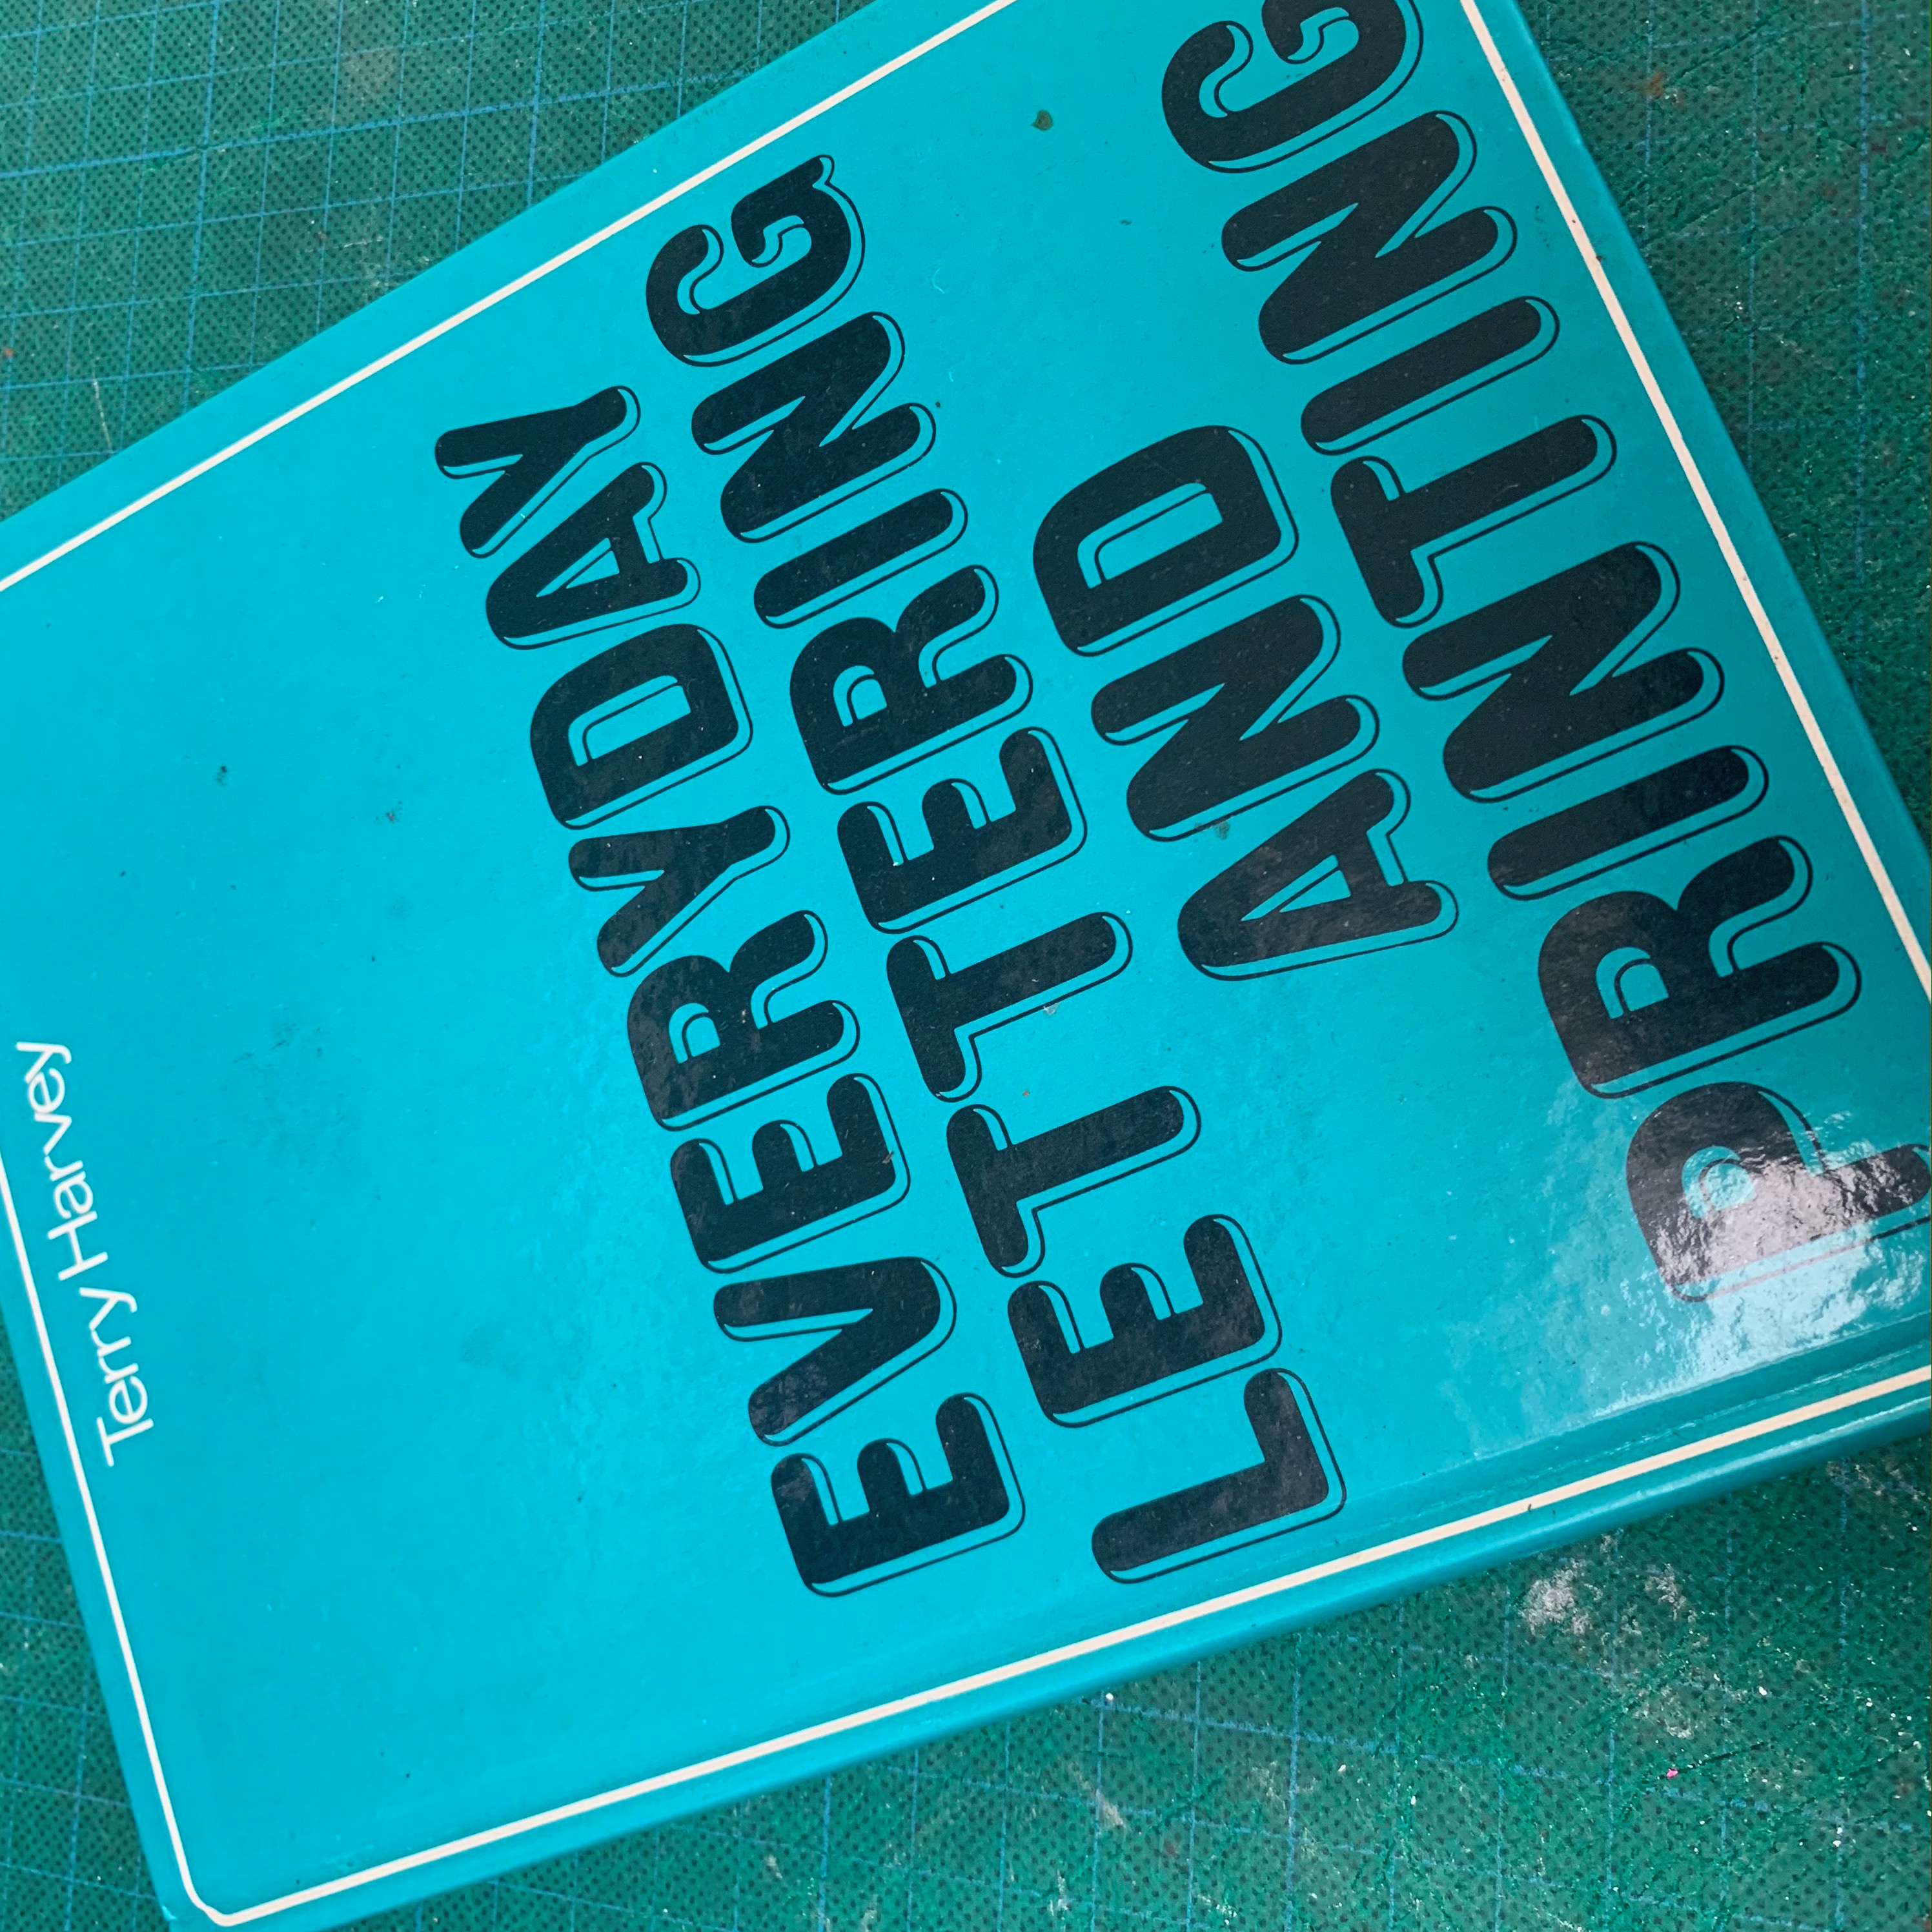 Terry Harvey
EVERYDAY
LETTERING
AND
PRINTING